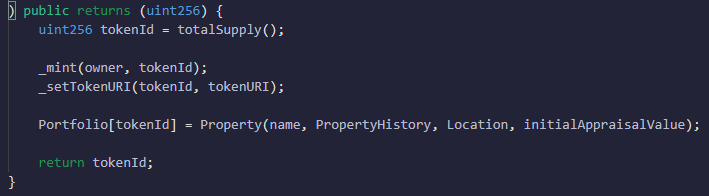 ) public returns (uint256) {
uint256 tokenId = totalSupply();
_mint(owner, tokenId);
_setTokenURI(tokenId, tokenURI);
Portfolio[tokenId] = Property(name, PropertyHistory, Location, initialAppraisalValue);
return tokenId;
}